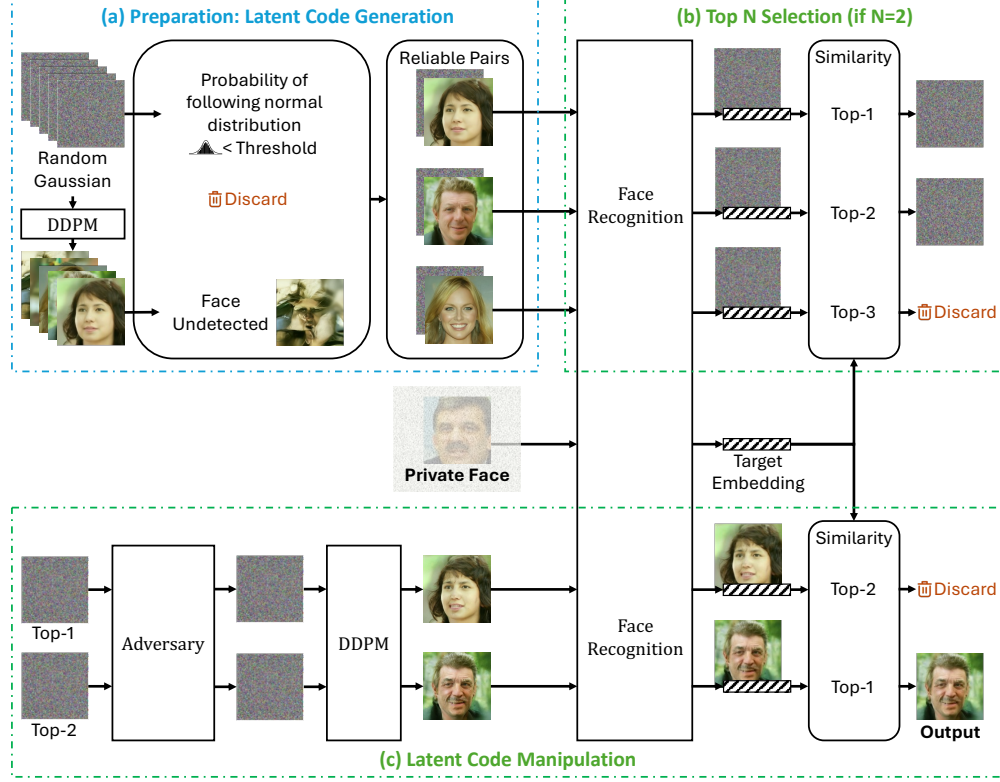 (a) Preparation: Latent Code Generation
(b) Top N Selection (if N=2)
Random
Gaussian
DDPM
Probability of
following normal
distribution
< Threshold
Discard
Face
Undetected
Reliable Pairs
Face
Recognition
Similarity
Top-1
Top-2
Top-3
Discard
Private Face
Target
Embedding
Top-1
Top-2
Adversary
DDPM
Face
Recognition
Similarity
Top-2
Discard
Top-1
Output
(c) Latent Code Manipulation